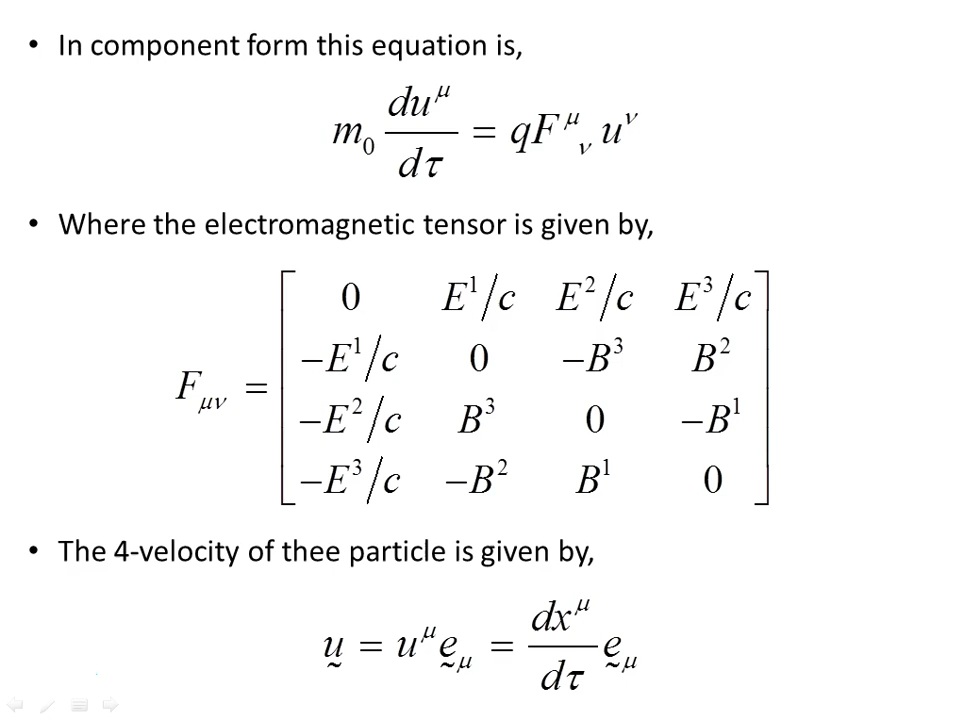 • In component form this equation is,
m₀ du^μ/dτ = qF^μ_ν u^ν
• Where the electromagnetic tensor is given by,
F_μν = [
0 E¹/c E²/c E³/c
−E¹/c 0 −B³ B²
−E²/c B³ 0 −B¹
−E³/c −B² B¹ 0
]
• The 4-velocity of thee particle is given by,
ṵ = u^μ ḛ_μ = dx^μ/dτ ḛ_μ